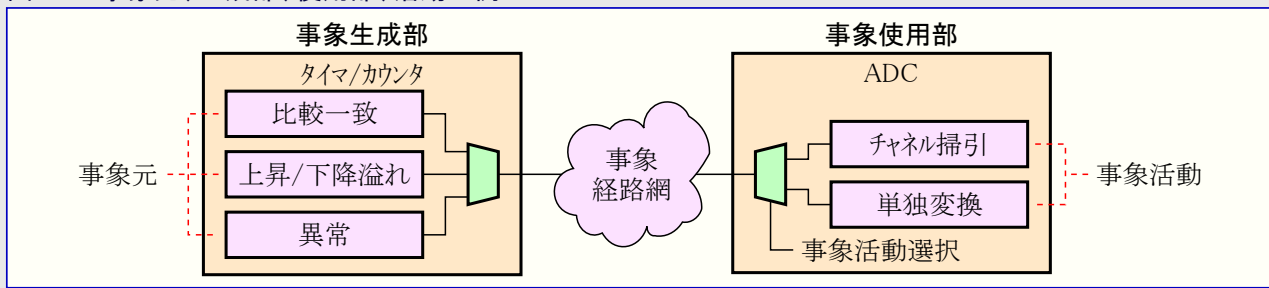 事象生成部
事象使用部
タイマ/カウンタ
ADC
比較一致
上昇/下降溢れ
異常
事象元
事象
経路網
チャネル掃引
単独変換
事象活動
事象活動選択